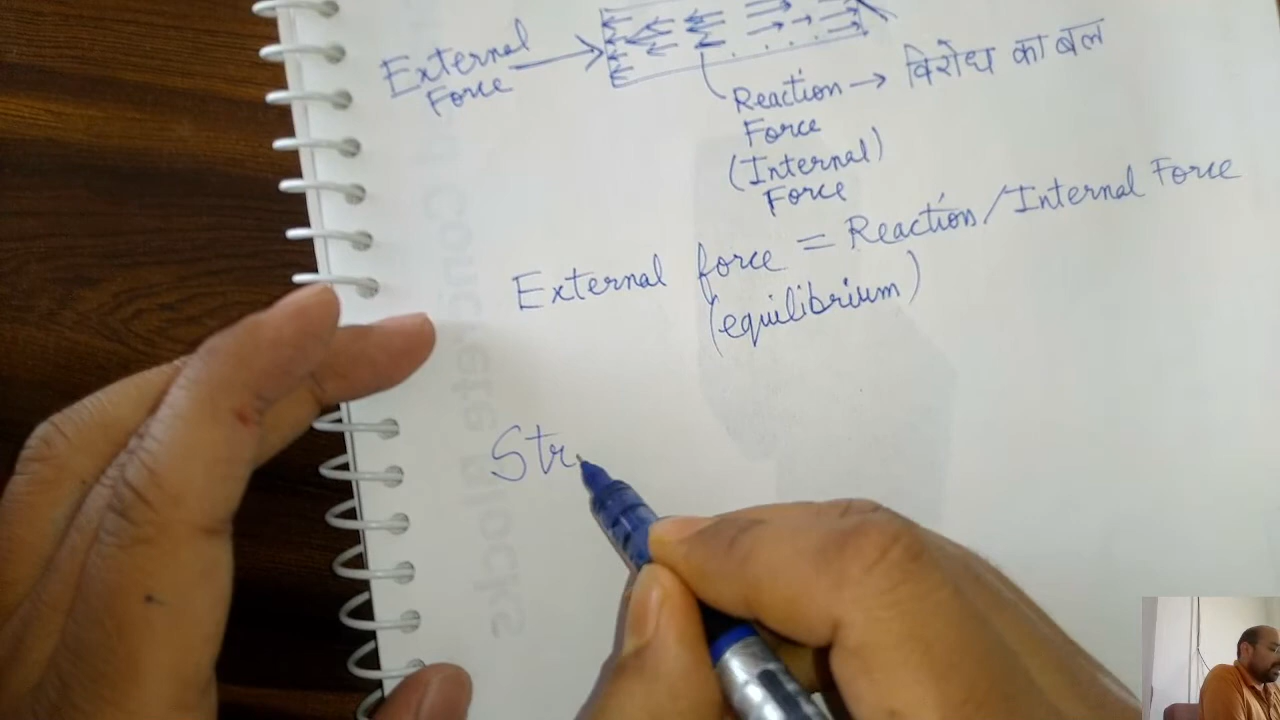 External
Force
Reaction → विरोध का बल
Force
(Internal)
Force
External force = Reaction/Internal Force
(equilibrium)
Str